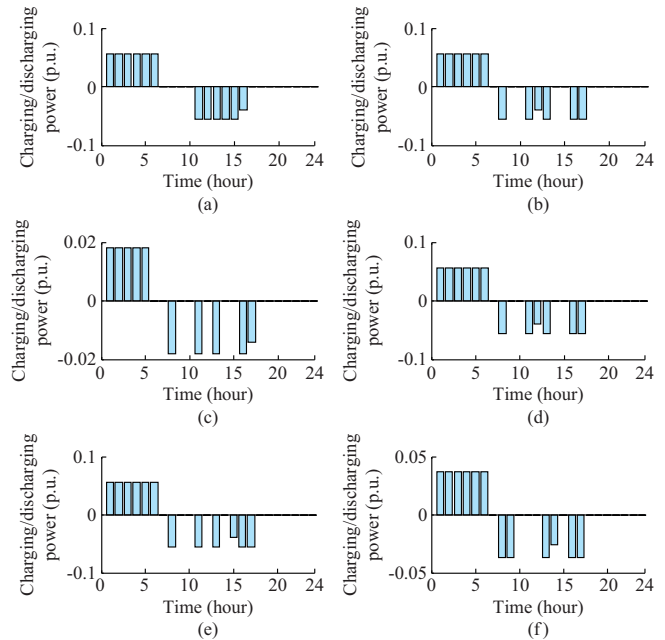 Charging/discharging
power (p.u.)
0.1
0
-0.1
0 5 10 15 20 24
Time (hour)
(a)
Charging/discharging
power (p.u.)
0.1
0
-0.1
0 5 10 15 20 24
Time (hour)
(b)
Charging/discharging
power (p.u.)
0.02
0
-0.02
0 5 10 15 20 24
Time (hour)
(c)
Charging/discharging
power (p.u.)
0.1
0
-0.1
0 5 10 15 20 24
Time (hour)
(d)
Charging/discharging
power (p.u.)
0.1
0
-0.1
0 5 10 15 20 24
Time (hour)
(e)
Charging/discharging
power (p.u.)
0.05
0
-0.05
0 5 10 15 20 24
Time (hour)
(f)